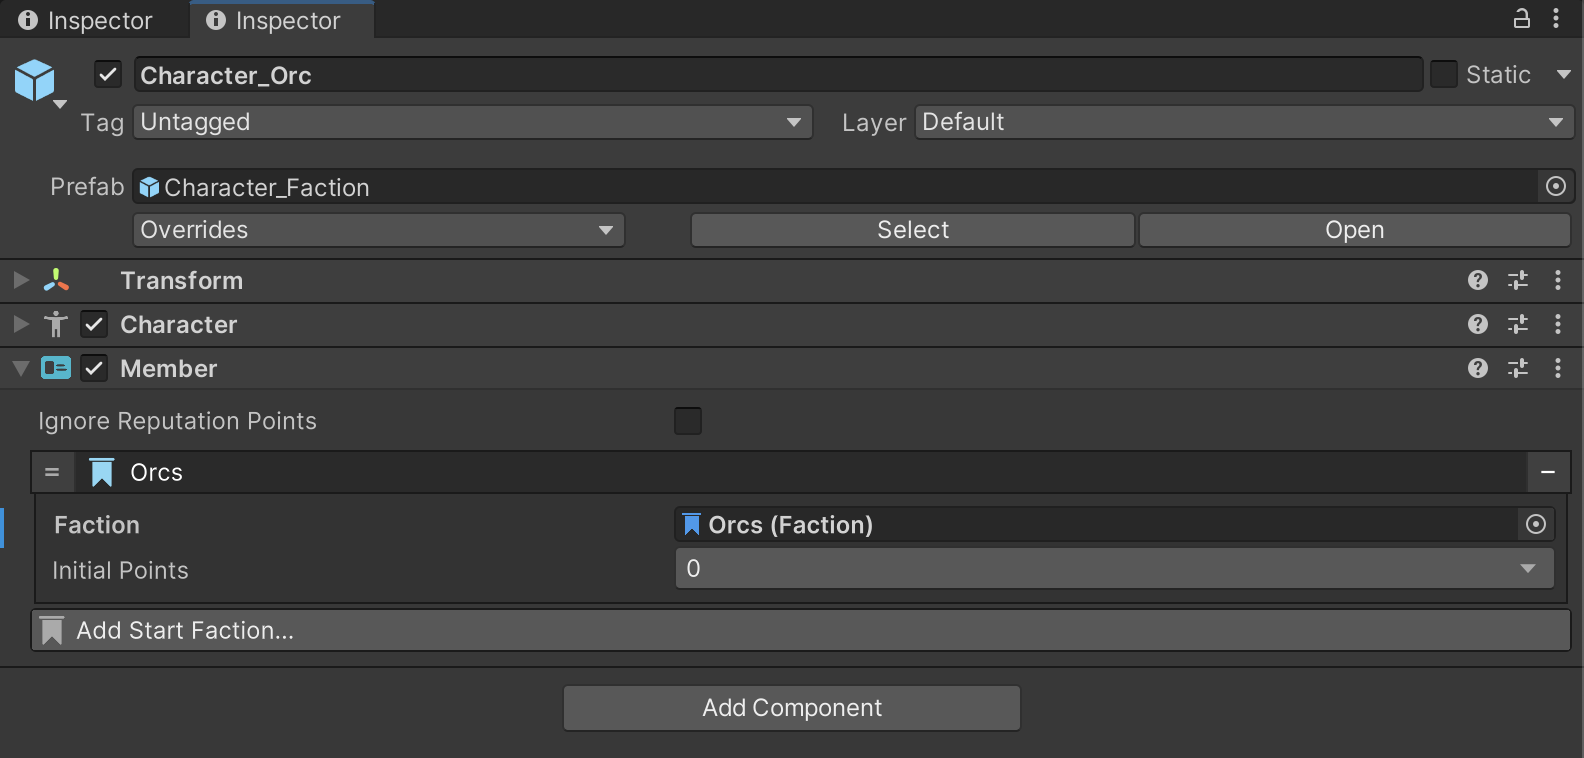 Inspector Inspector
Character_Orc Static
Tag Untagged Layer Default
Prefab Character_Faction
Overrides Select Open
Transform
Character
Member
Ignore Reputation Points
Orcs
Faction Orcs (Faction)
Initial Points 0
Add Start Faction...
Add Component